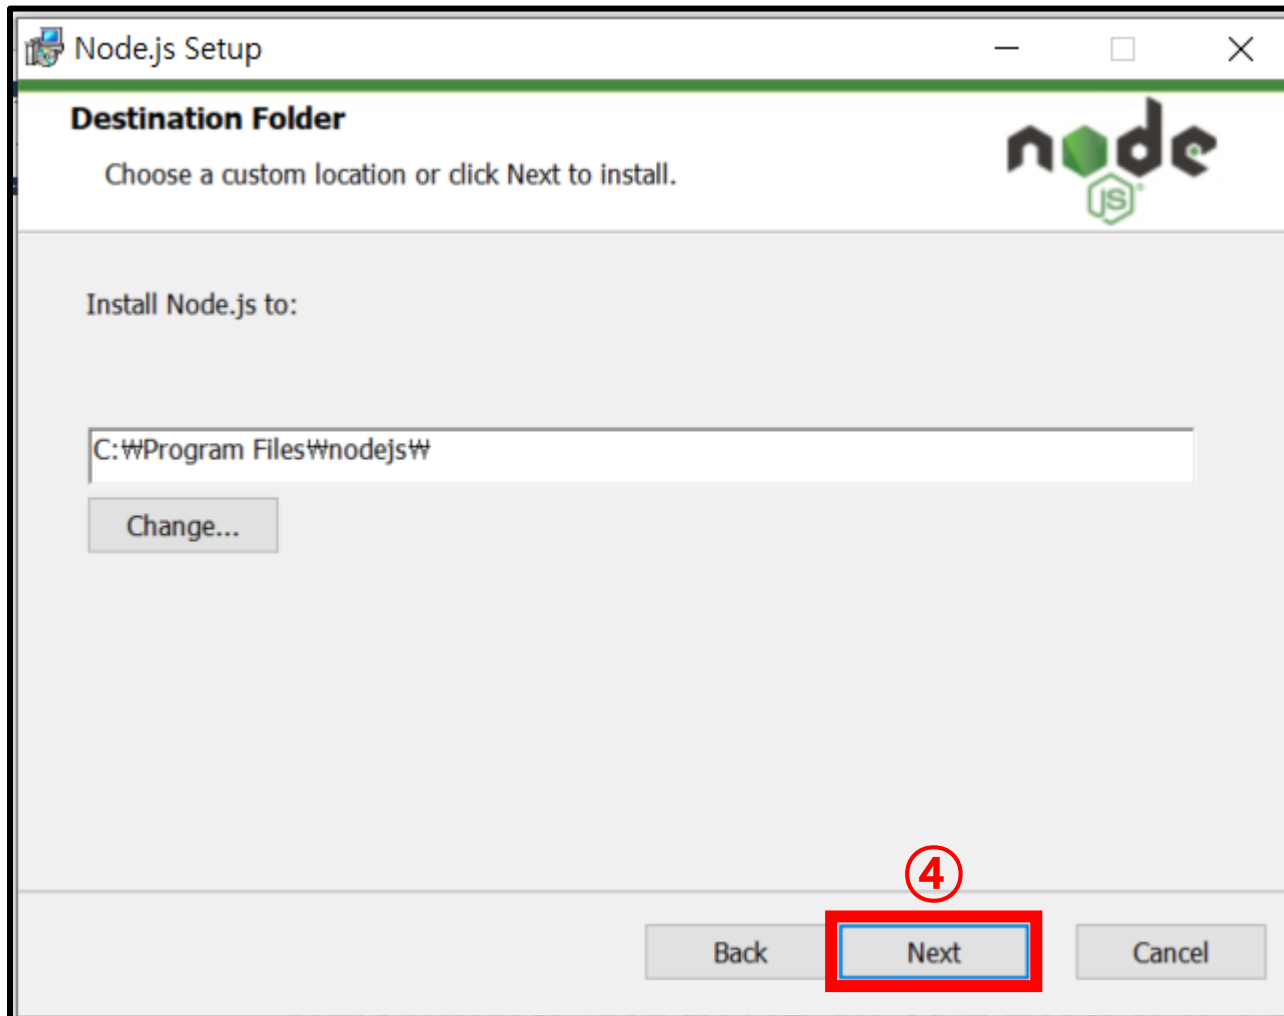 Node.js Setup
Destination Folder
Choose a custom location or click Next to install.
node
JS
Install Node.js to:
C:₩Program Files₩nodejs₩
Change...
④
Back Next Cancel